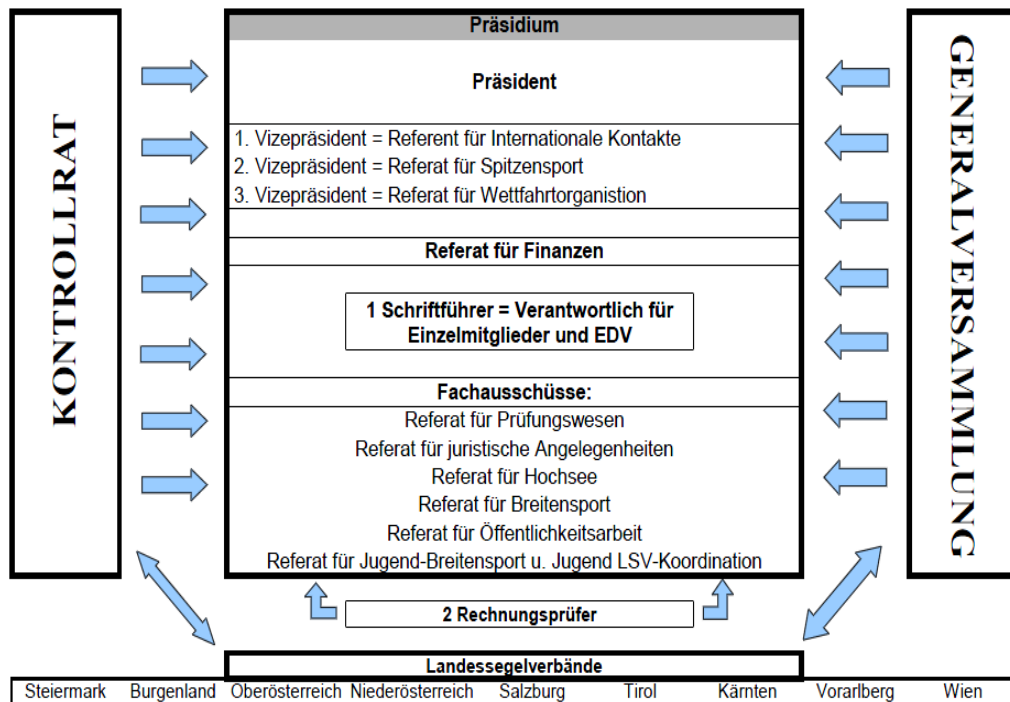 KONTROLLRAT
Präsidium
Präsident
1. Vizepräsident = Referent für Internationale Kontakte
2. Vizepräsident = Referat für Spitzensport
3. Vizepräsident = Referat für Wettfahrtorganistion
Referat für Finanzen
1 Schriftführer = Verantwortlich für
Einzelmitglieder und EDV
Fachausschüsse:
Referat für Prüfungswesen
Referat für juristische Angelegenheiten
Referat für Hochsee
Referat für Breitensport
Referat für Öffentlichkeitsarbeit
Referat für Jugend-Breitensport u. Jugend LSV-Koordination
GENERALVERSAMMLUNG
2 Rechnungsprüfer
Landessegelverbände
Steiermark Burgenland Oberösterreich Niederösterreich Salzburg Tirol Kärnten Vorarlberg Wien